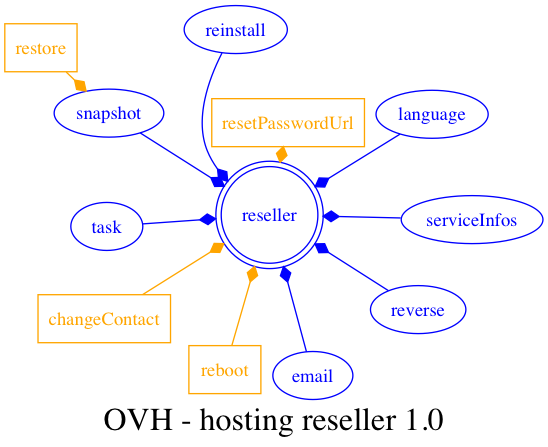 reinstall
restore
snapshot
resetPasswordUrl
language
reseller
task
serviceInfos
changeContact
reverse
reboot
email
OVH - hosting reseller 1.0